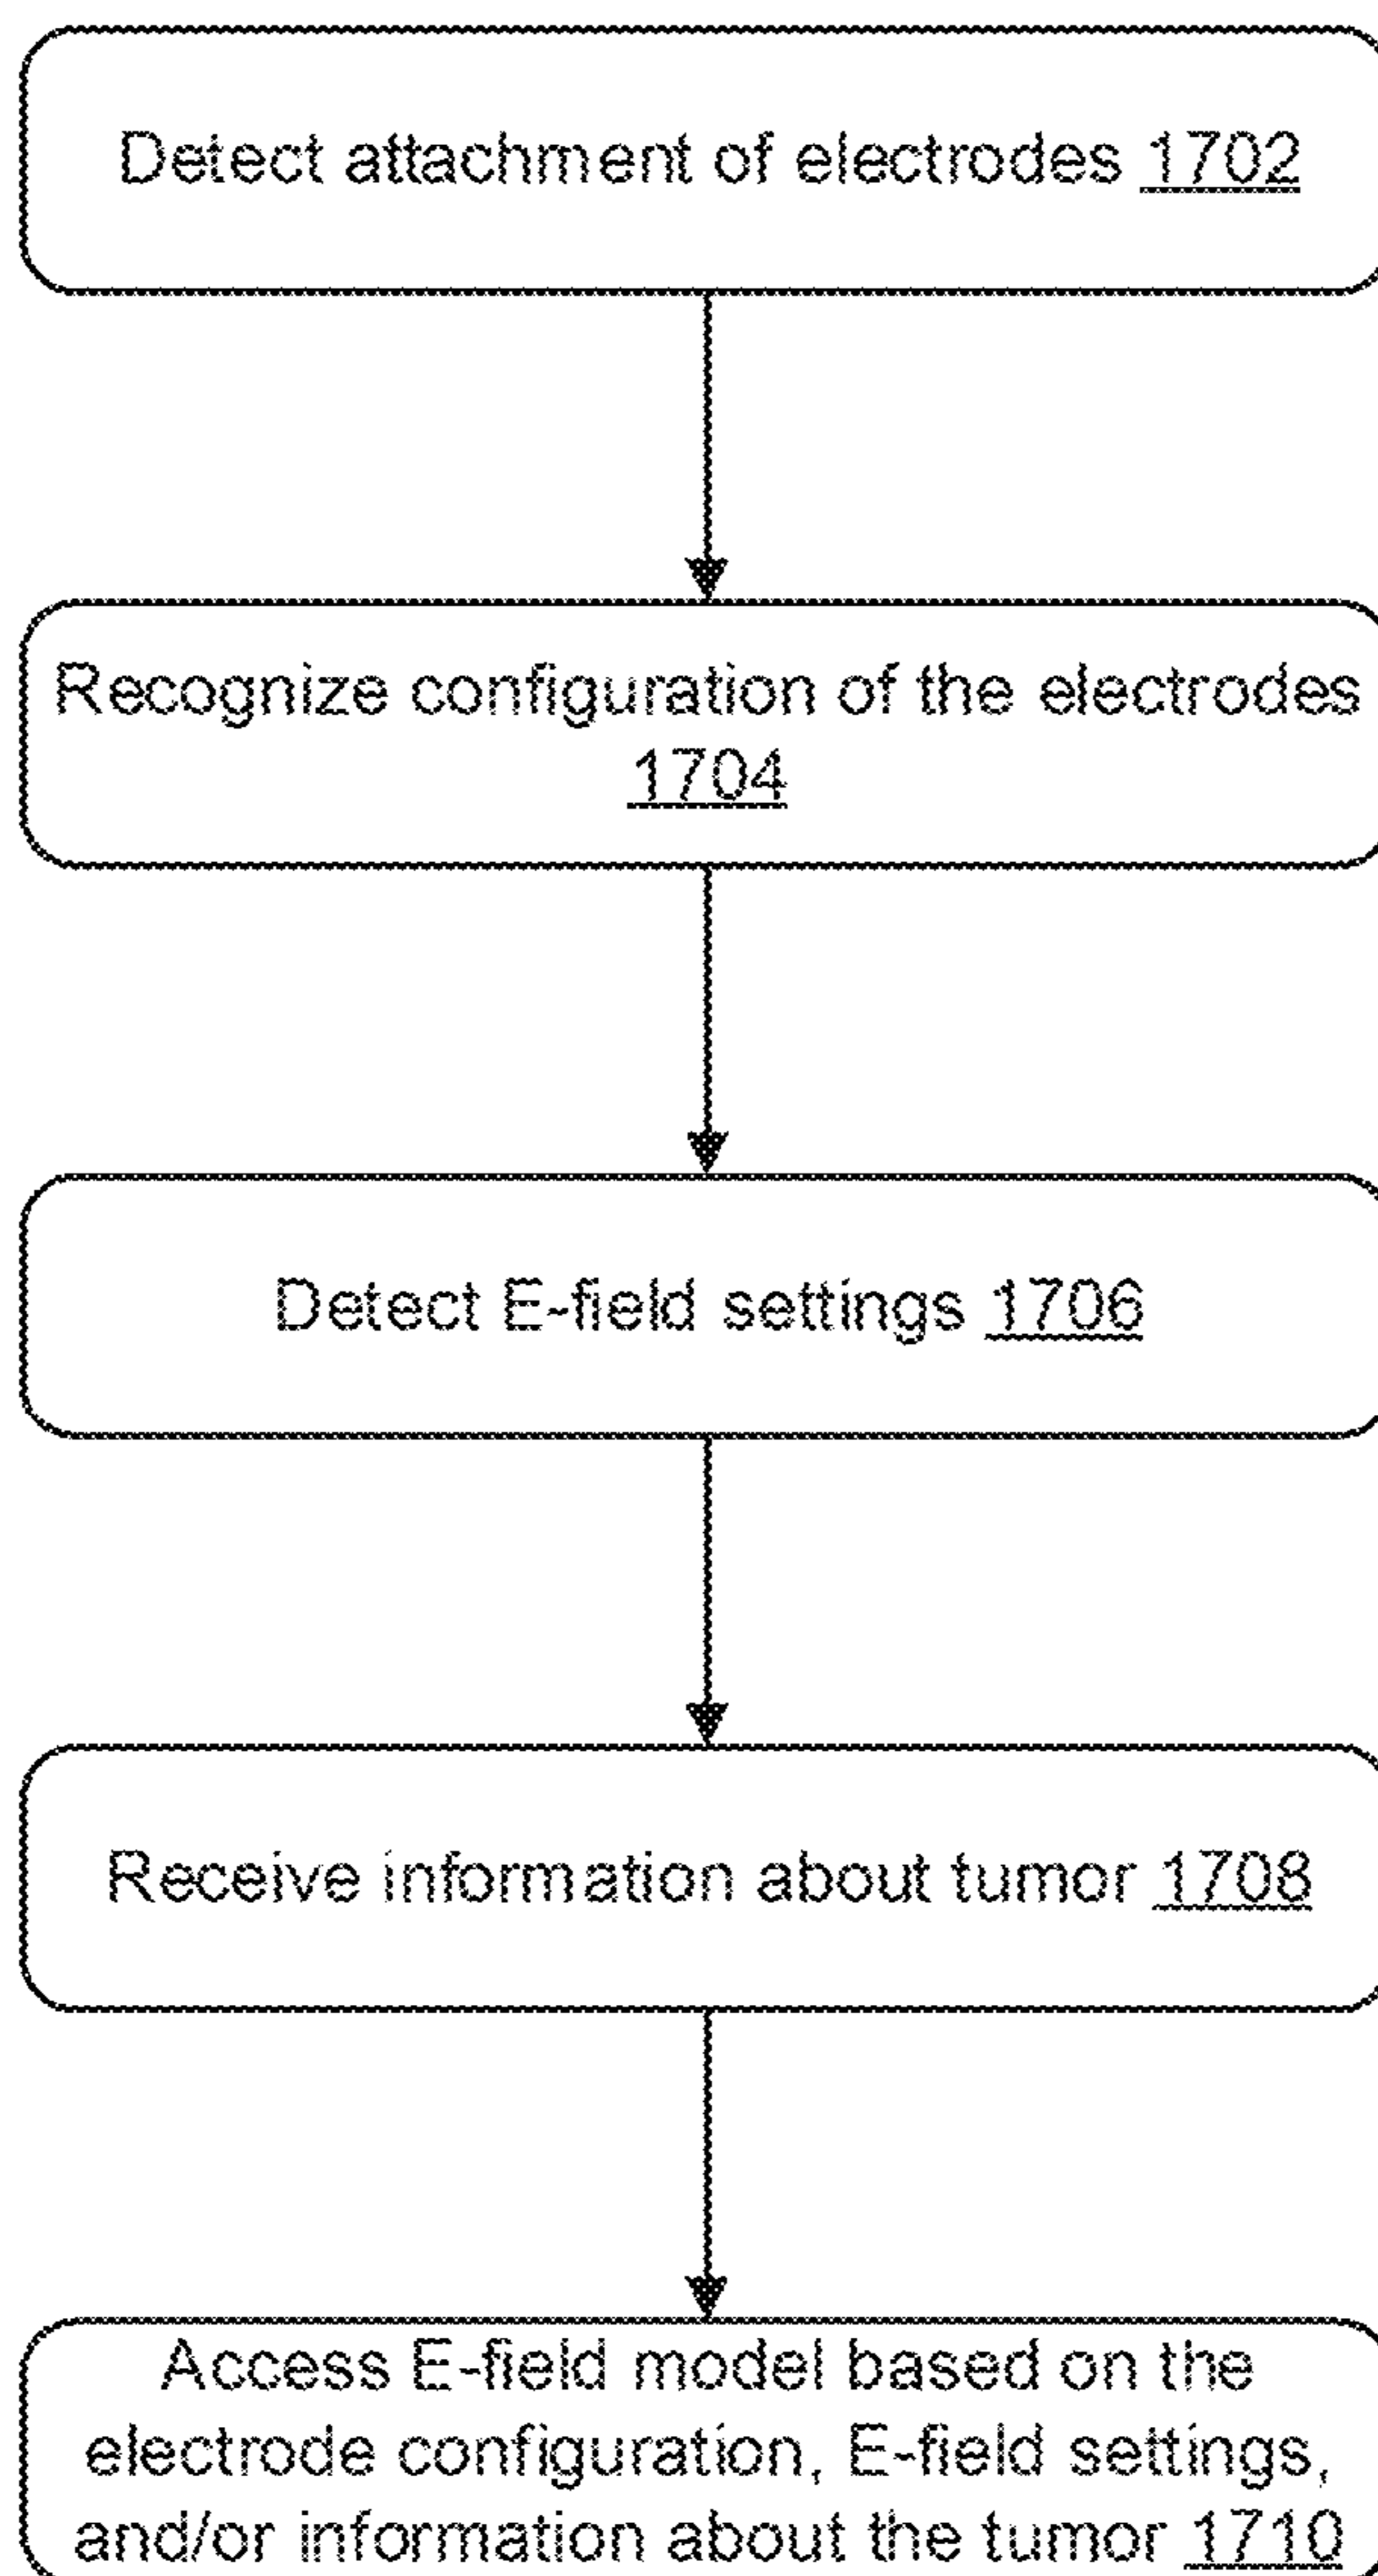 Detect attachment of electrodes 1702
Recognize configuration of the electrodes
1704
Detect E-field settings 1706
Receive information about tumor 1708
Access E-field model based on the
electrode configuration, E-field settings,
and/or information about the tumor 1710